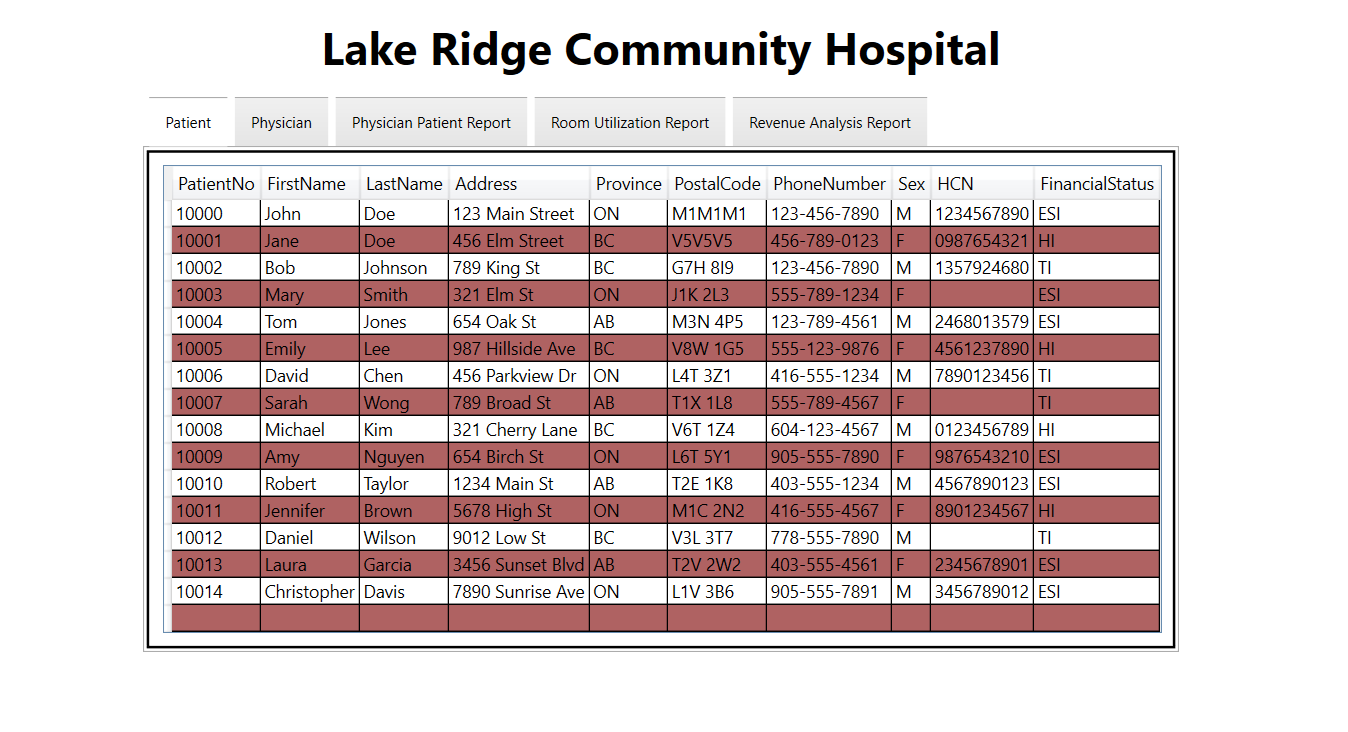 Lake Ridge Community Hospital
Patient Physician Physician Patient Report Room Utilization Report Revenue Analysis Report
PatientNo FirstName LastName Address Province PostalCode PhoneNumber Sex HCN FinancialStatus
10000 John Doe 123 Main Street ON M1M1M1 123-456-7890 M 1234567890 ESI
10001 Jane Doe 456 Elm Street BC V5V5V5 456-789-0123 F 0987654321 HI
10002 Bob Johnson 789 King St BC G7H 8I9 123-456-7890 M 1357924680 TI
10003 Mary Smith 321 Elm St ON J1K 2L3 555-789-1234 F ESI
10004 Tom Jones 654 Oak St AB M3N 4P5 123-789-4561 M 2468013579 ESI
10005 Emily Lee 987 Hillside Ave BC V8W 1G5 555-123-9876 F 4561237890 HI
10006 David Chen 456 Parkview Dr ON L4T 3Z1 416-555-1234 M 7890123456 TI
10007 Sarah Wong 789 Broad St AB T1X 1L8 555-789-4567 F TI
10008 Michael Kim 321 Cherry Lane BC V6T 1Z4 604-123-4567 M 0123456789 HI
10009 Amy Nguyen 654 Birch St ON L6T 5Y1 905-555-7890 F 9876543210 ESI
10010 Robert Taylor 1234 Main St AB T2E 1K8 403-555-1234 M 4567890123 ESI
10011 Jennifer Brown 5678 High St ON M1C 2N2 416-555-4567 F 8901234567 HI
10012 Daniel Wilson 9012 Low St BC V3L 3T7 778-555-7890 M TI
10013 Laura Garcia 3456 Sunset Blvd AB T2V 2W2 403-555-4561 F 2345678901 ESI
10014 Christopher Davis 7890 Sunrise Ave ON L1V 3B6 905-555-7891 M 3456789012 ESI